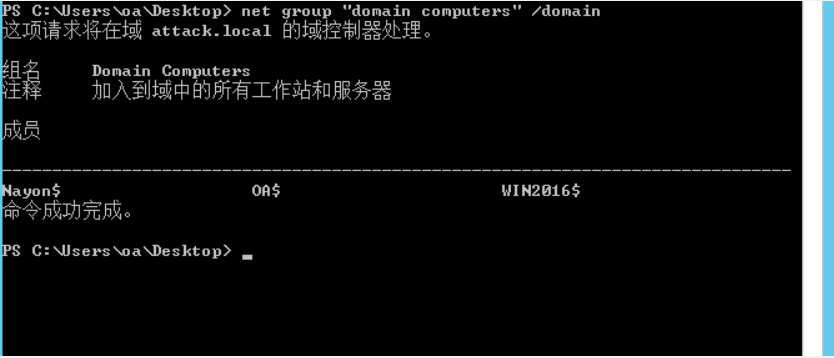 PS C:\Users\oa\Desktop> net group "domain computers" /domain
这项请求将在域 attack.local 的域控制器处理。
组名     Domain Computers
注释     加入到域中的所有工作站和服务器
成员
-------------------------------------------------------------------------------
Nayon$                   OA$                      WIN2016$
命令成功完成。
PS C:\Users\oa\Desktop> _